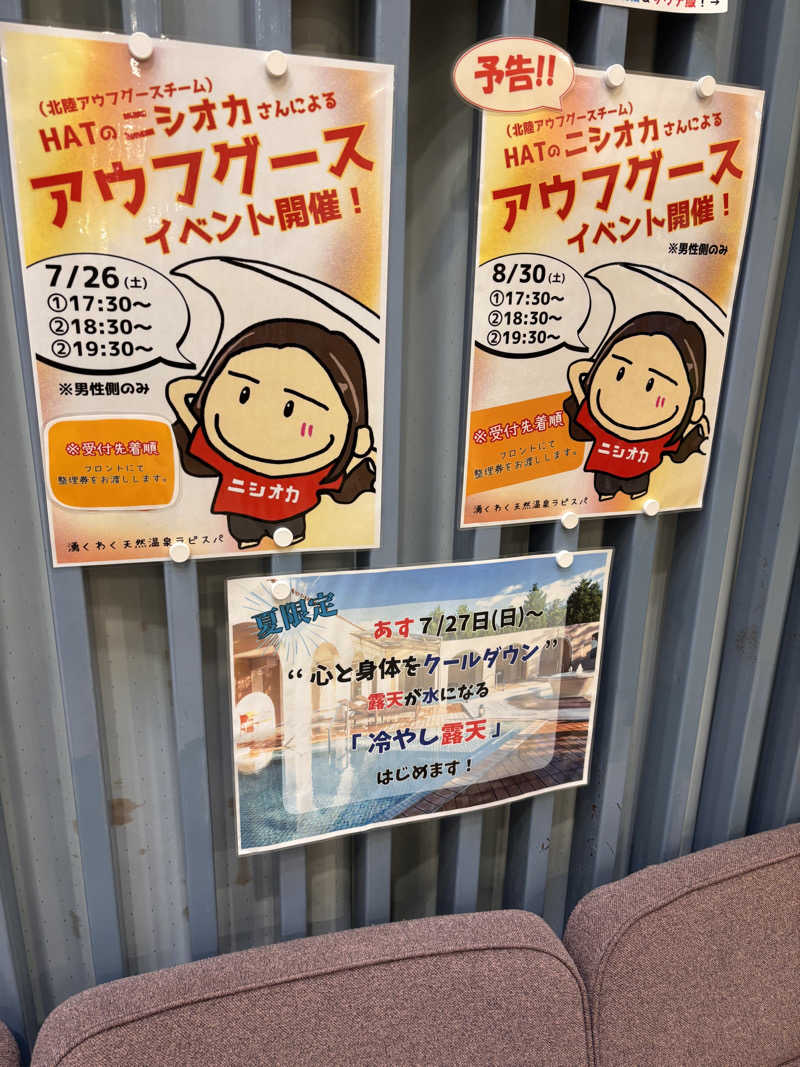 (北陸アウフグースチーム)
HATのニシオカさんによる
アウフグース
イベント開催！
7/26(土)
①17:30〜
②18:30〜
②19:30〜
※男性側のみ
※受付先着順
フロントにて
整理券をお渡しします。
ニシオカ
湧くわく天然温泉ラピスパ
予告!!
(北陸アウフグースチーム)
HATのニシオカさんによる
アウフグース
イベント開催！
※男性側のみ
8/30(土)
①17:30〜
②18:30〜
②19:30〜
※受付先着順
フロントにて
整理券をお渡しします。
ニシオカ
湧くわく天然温泉ラピスパ
夏限定
あす7/27日(日)〜
“心と身体をクールダウン”
露天が水になる
「冷やし露天」
はじめます！